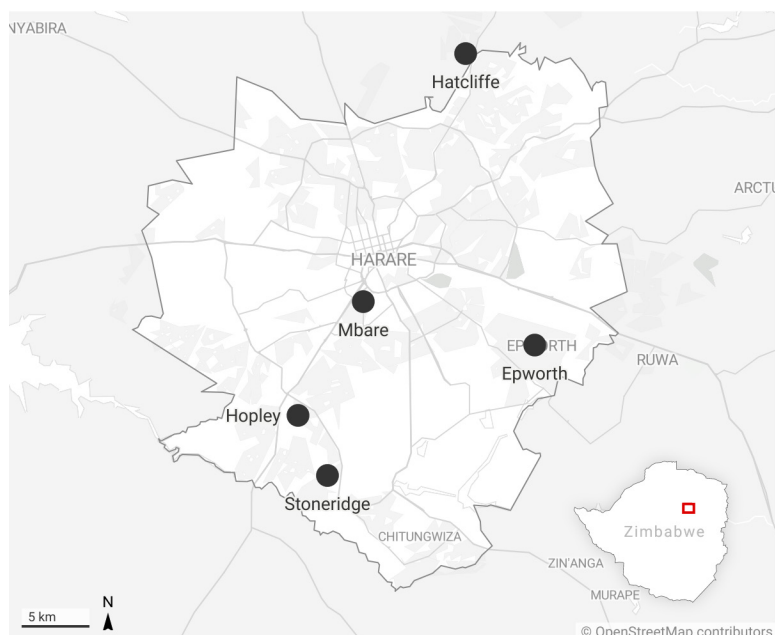 NYABIRA
Hatcliffe
ARCTU
HARARE
Mbare
EPWORTH
Epworth
RUWA
Hopley
Stoneridge
CHITUNGWIZA
Zimbabwe
ZIN'ANGA
MURAPE
5 km
N
© OpenStreetMap contributors